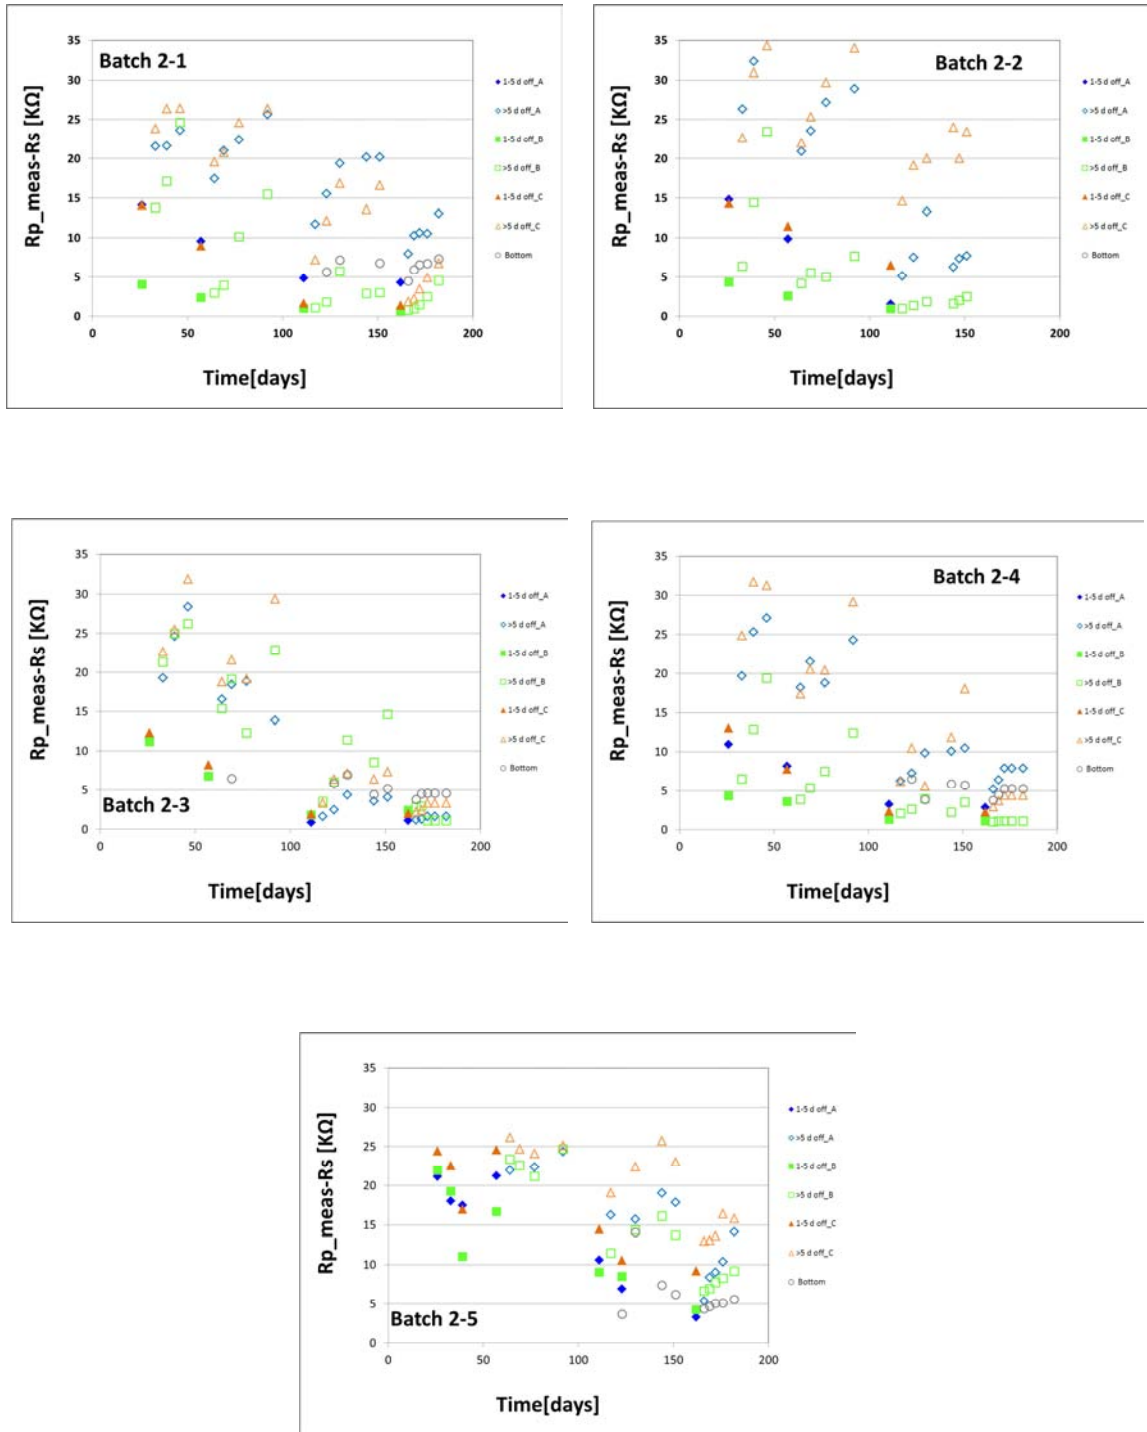 Batch 2-1
Rp_meas-Rs [KΩ]
35
30
25
20
15
10
5
0
0 50 100 150 200
Time[days]
1-5 d off_A
>5 d off_A
1-5 d off_B
>5 d off_B
1-5 d off_C
>5 d off_C
Bottom
Batch 2-2
Rp_meas-Rs [KΩ]
35
30
25
20
15
10
5
0
0 50 100 150 200
Time[days]
1-5 d off_A
>5 d off_A
1-5 d off_B
>5 d off_B
1-5 d off_C
>5 d off_C
Bottom
Batch 2-3
Rp_meas-Rs [KΩ]
35
30
25
20
15
10
5
0
0 50 100 150 200
Time[days]
1-5 d off_A
>5 d off_A
1-5 d off_B
>5 d off_B
1-5 d off_C
>5 d off_C
Bottom
Batch 2-4
Rp_meas-Rs [KΩ]
35
30
25
20
15
10
5
0
0 50 100 150 200
Time[days]
1-5 d off_A
>5 d off_A
1-5 d off_B
>5 d off_B
1-5 d off_C
>5 d off_C
Bottom
Batch 2-5
Rp_meas-Rs [KΩ]
35
30
25
20
15
10
5
0
0 50 100 150 200
Time[days]
1-5 d off_A
>5 d off_A
1-5 d off_B
>5 d off_B
1-5 d off_C
>5 d off_C
Bottom